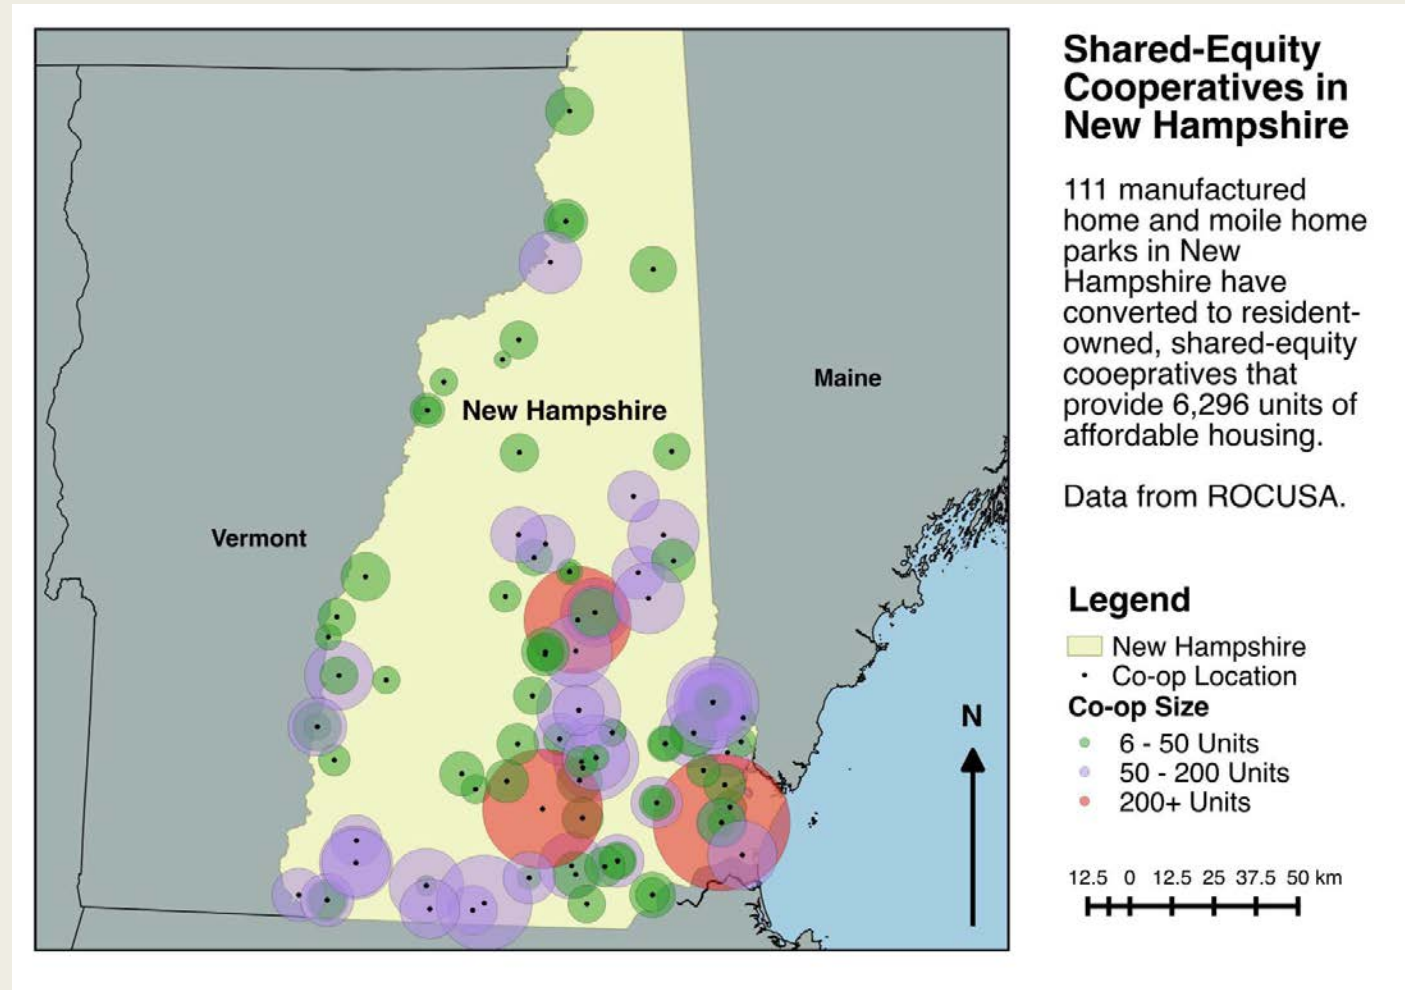 Shared-Equity
Cooperatives in
New Hampshire
111 manufactured
home and moile home
parks in New
Hampshire have
converted to resident-
owned, shared-equity
cooepratives that
provide 6,296 units of
affordable housing.
Data from ROCUSA.
Maine
New Hampshire
Vermont
Legend
New Hampshire
Co-op Location
Co-op Size
6 - 50 Units
50 - 200 Units
200+ Units
N
12.5 0 12.5 25 37.5 50 km